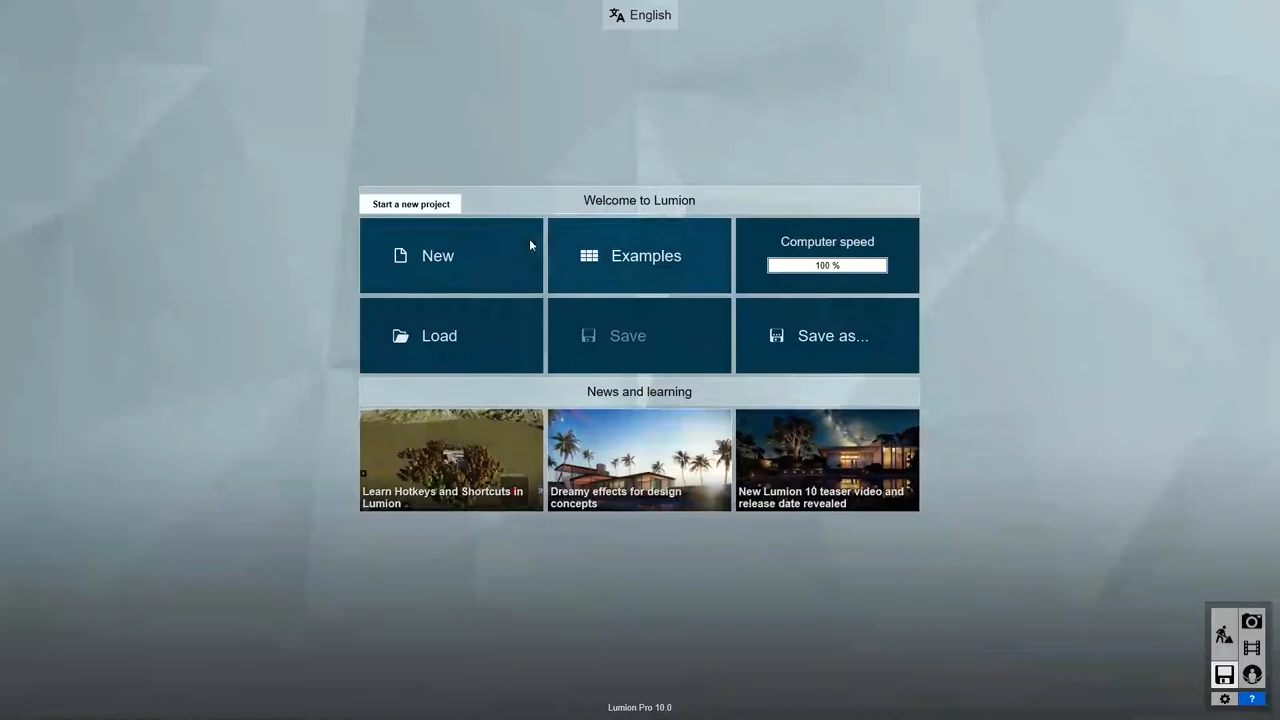 English
Welcome to Lumion
Start a new project
New
Examples
Computer speed
100 %
Load
Save
Save as...
News and learning
Learn Hotkeys and Shortcuts in
Lumion
Dreamy effects for design
concepts
New Lumion 10 teaser video and
release date revealed
?
Lumion Pro 10.0